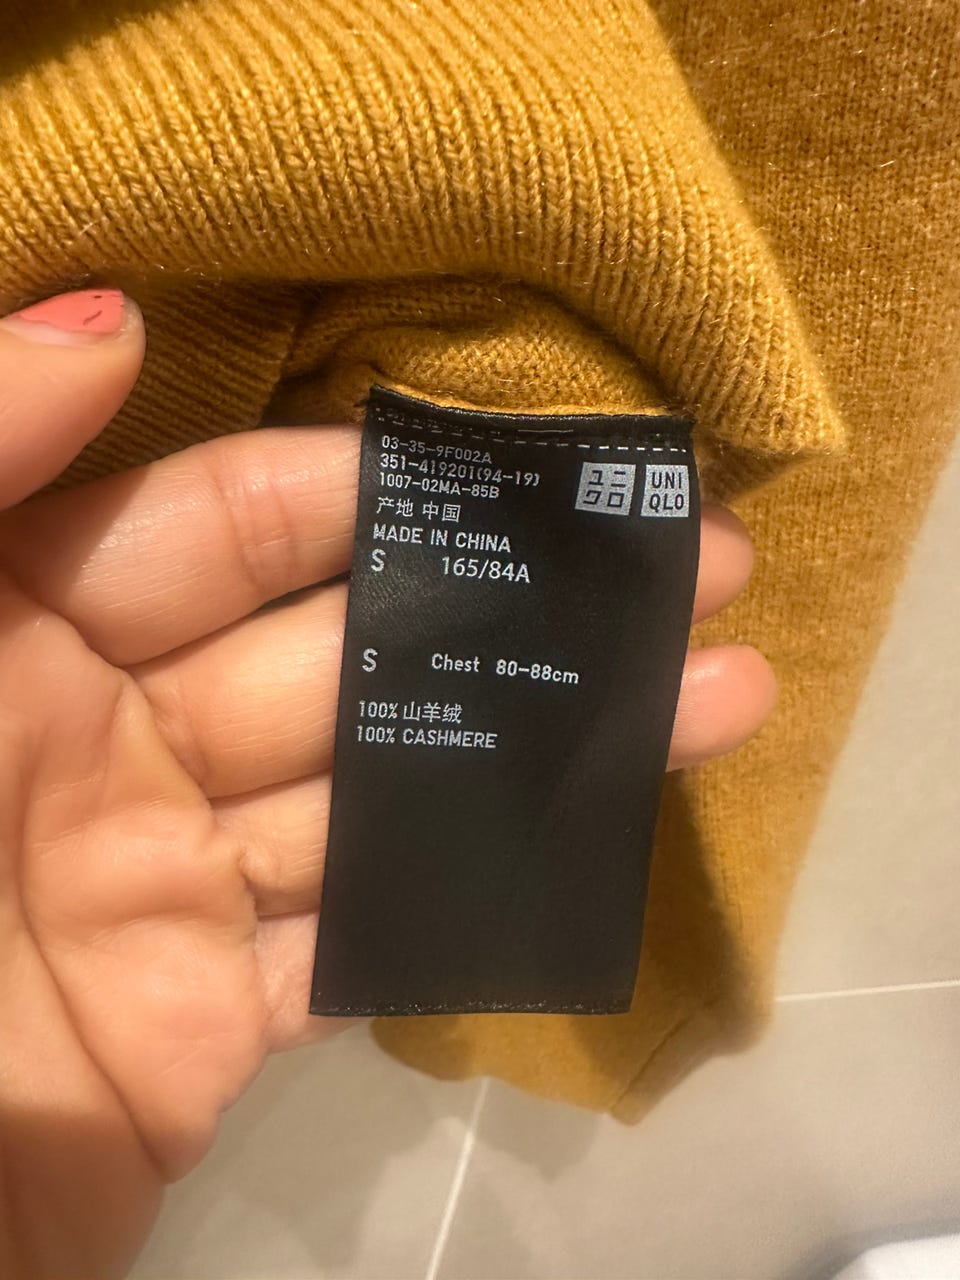 03-35-9F002A
351-419201(94-19)
1007-02MA-85B
ユニ
クロ
UNI
QLO
产地 中国
MADE IN CHINA
S 165/84A
S Chest 80-88cm
100% 山羊绒
100% CASHMERE